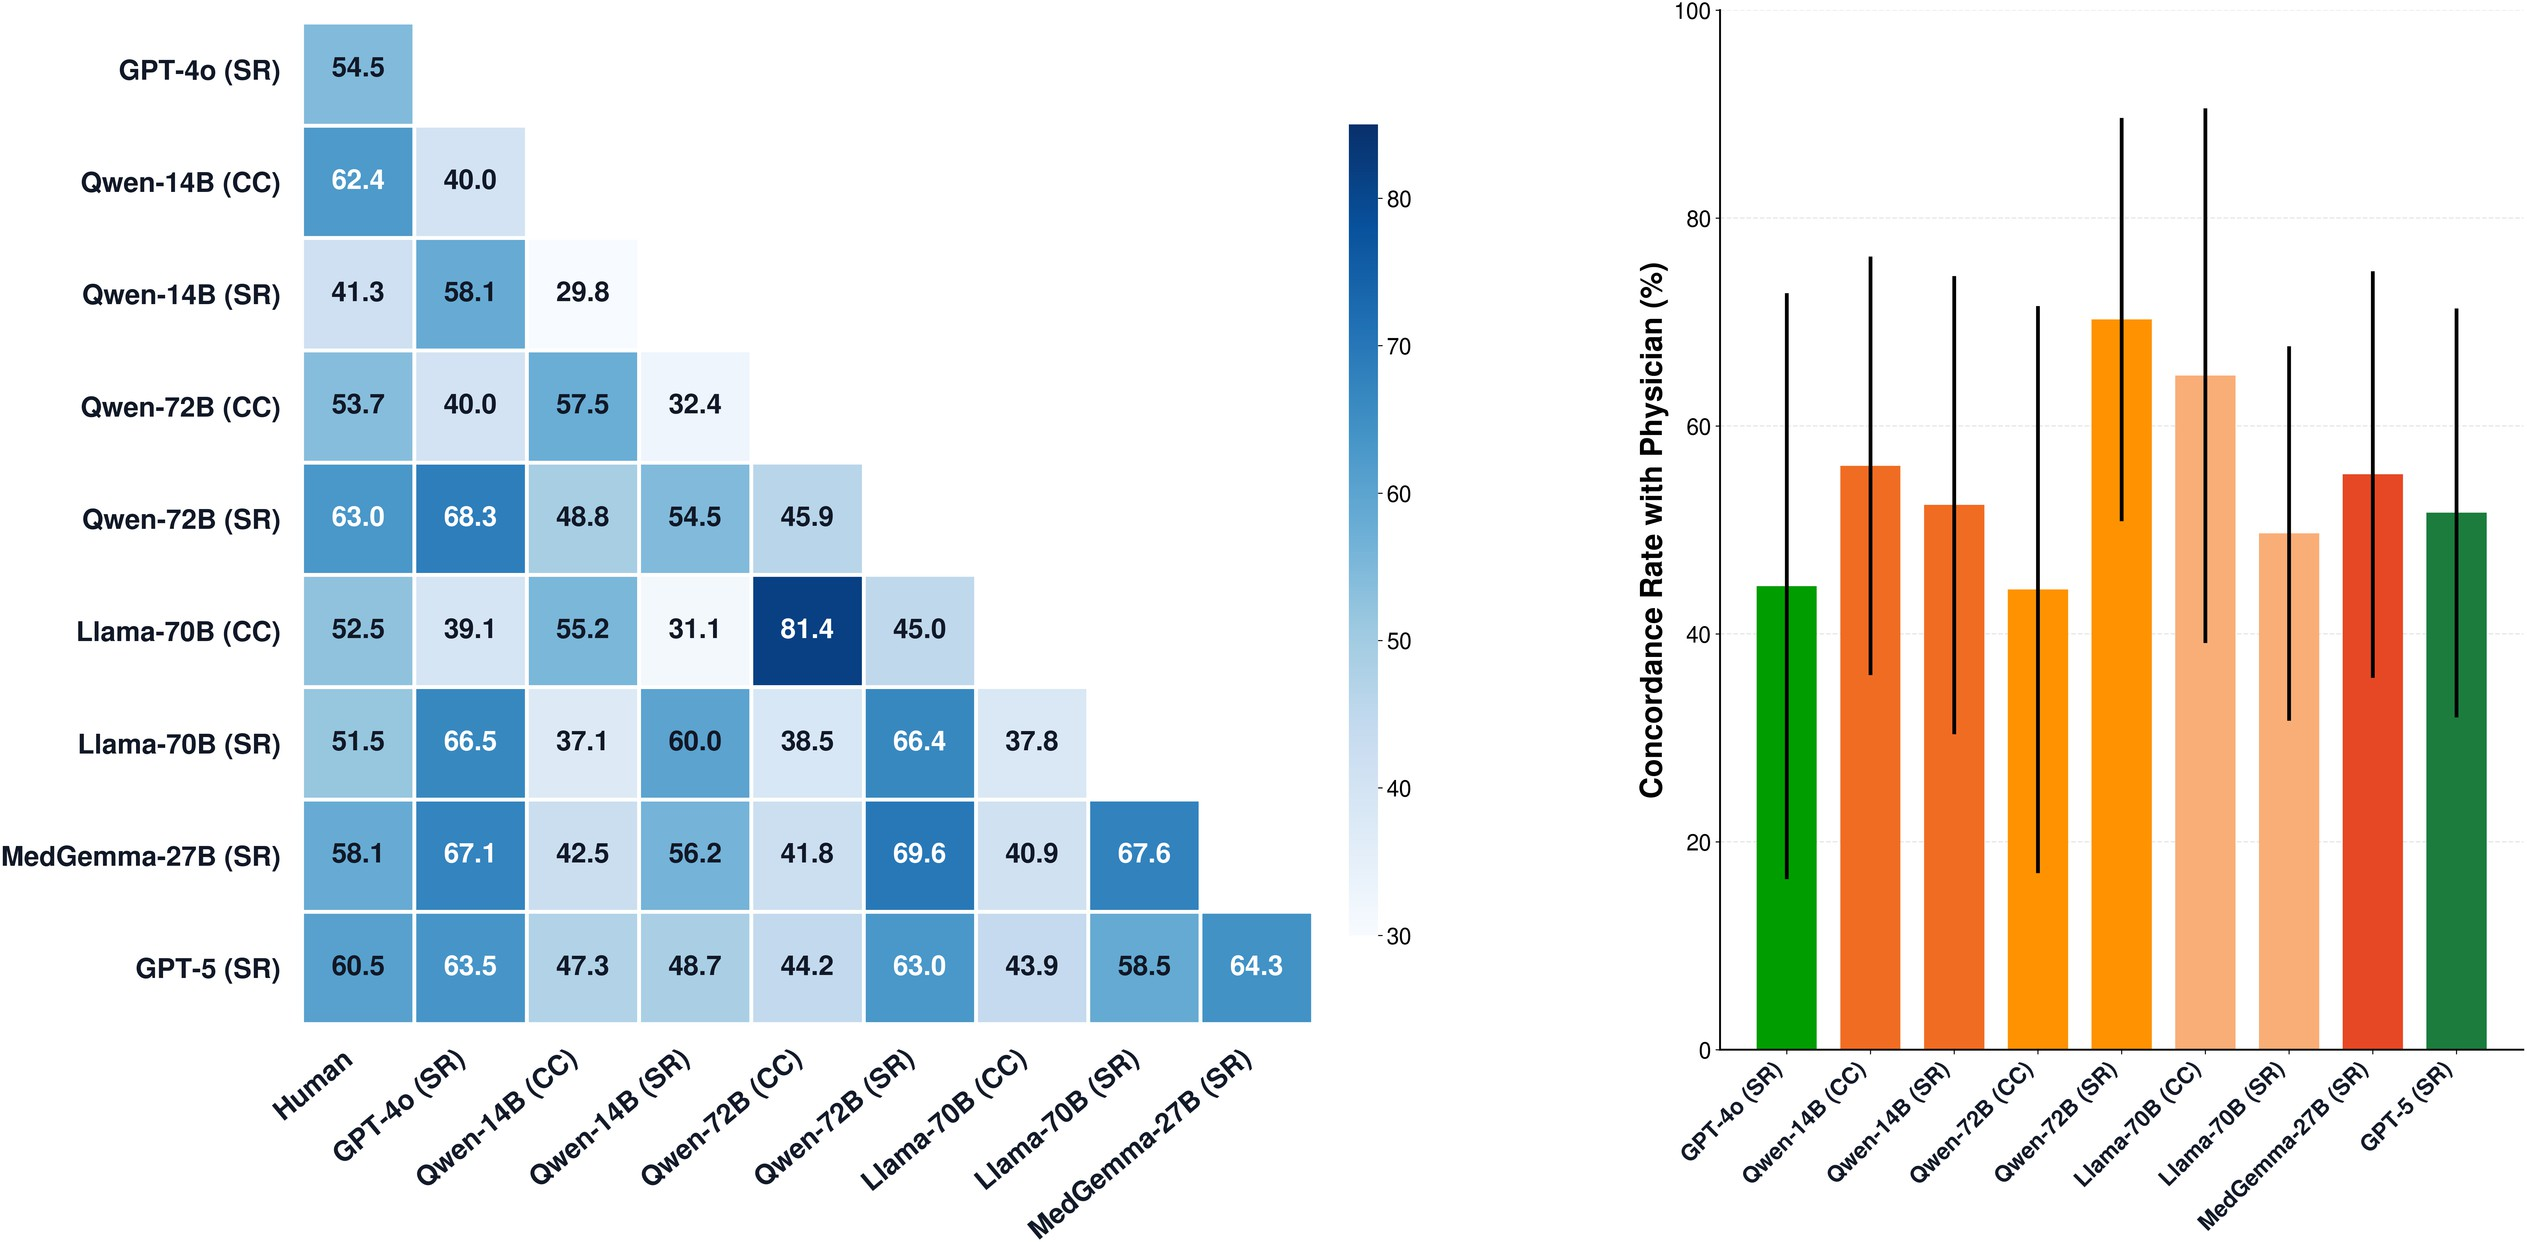 GPT-4o (SR) 54.5
Qwen-14B (CC) 62.4 40.0
Qwen-14B (SR) 41.3 58.1 29.8
Qwen-72B (CC) 53.7 40.0 57.5 32.4
Qwen-72B (SR) 63.0 68.3 48.8 54.5 45.9
Llama-70B (CC) 52.5 39.1 55.2 31.1 81.4 45.0
Llama-70B (SR) 51.5 66.5 37.1 60.0 38.5 66.4 37.8
MedGemma-27B (SR) 58.1 67.1 42.5 56.2 41.8 69.6 40.9 67.6
GPT-5 (SR) 60.5 63.5 47.3 48.7 44.2 63.0 43.9 58.5 64.3
Human
GPT-4o (SR)
Qwen-14B (CC)
Qwen-14B (SR)
Qwen-72B (CC)
Qwen-72B (SR)
Llama-70B (CC)
Llama-70B (SR)
MedGemma-27B (SR)
80
70
60
50
40
30
Concordance Rate with Physician (%)
100
80
60
40
20
0
GPT-4o (SR)
Qwen-14B (CC)
Qwen-14B (SR)
Qwen-72B (CC)
Qwen-72B (SR)
Llama-70B (CC)
Llama-70B (SR)
MedGemma-27B (SR)
GPT-5 (SR)